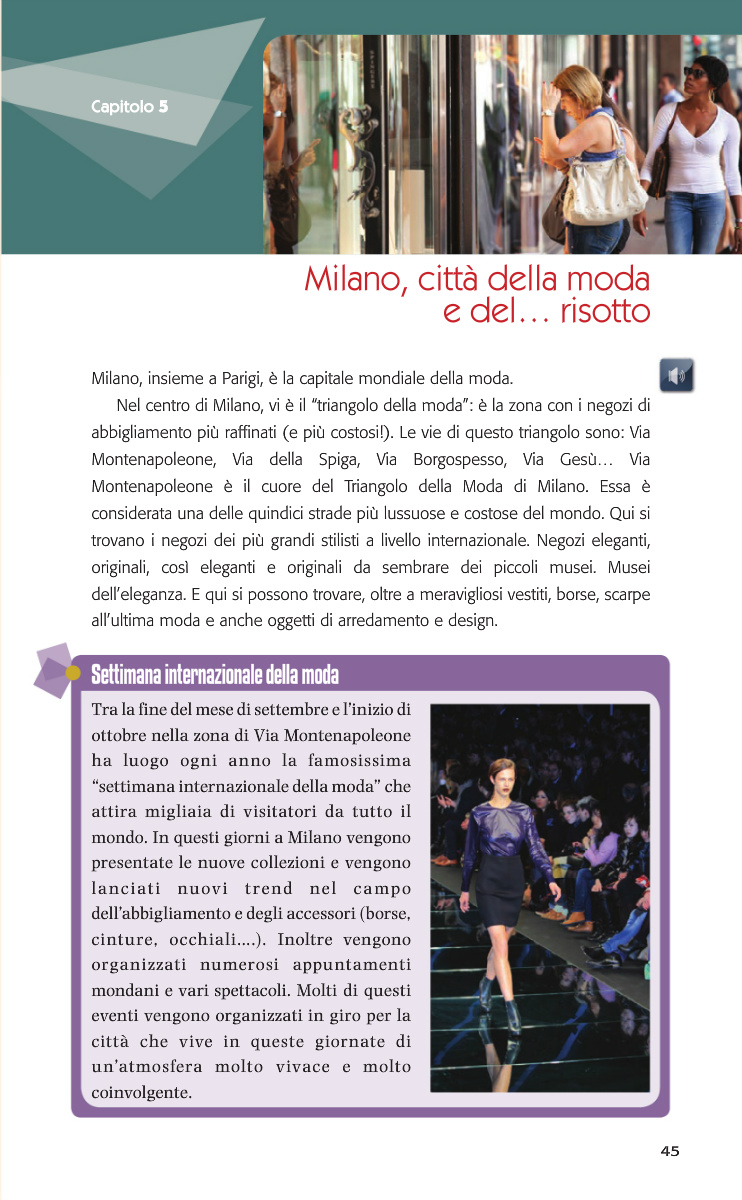 Capitolo 5
Milano, città della moda
e del… risotto
Milano, insieme a Parigi, è la capitale mondiale della moda.
Nel centro di Milano, vi è il “triangolo della moda”: è la zona con i negozi di
abbigliamento più raffinati (e più costosi!). Le vie di questo triangolo sono: Via
Montenapoleone, Via della Spiga, Via Borgospesso, Via Gesù… Via
Montenapoleone è il cuore del Triangolo della Moda di Milano. Essa è
considerata una delle quindici strade più lussuose e costose del mondo. Qui si
trovano i negozi dei più grandi stilisti a livello internazionale. Negozi eleganti,
originali, così eleganti e originali da sembrare dei piccoli musei. Musei
dell’eleganza. E qui si possono trovare, oltre a meravigliosi vestiti, borse, scarpe
all’ultima moda e anche oggetti di arredamento e design.
Settimana internazionale della moda
Tra la fine del mese di settembre e l’inizio di
ottobre nella zona di Via Montenapoleone
ha luogo ogni anno la famosissima
“settimana internazionale della moda” che
attira migliaia di visitatori da tutto il
mondo. In questi giorni a Milano vengono
presentate le nuove collezioni e vengono
lanciati nuovi trend nel campo
dell’abbigliamento e degli accessori (borse,
cinture, occhiali....). Inoltre vengono
organizzati numerosi appuntamenti
mondani e vari spettacoli. Molti di questi
eventi vengono organizzati in giro per la
città che vive in queste giornate di
un’atmosfera molto vivace e molto
coinvolgente.
45